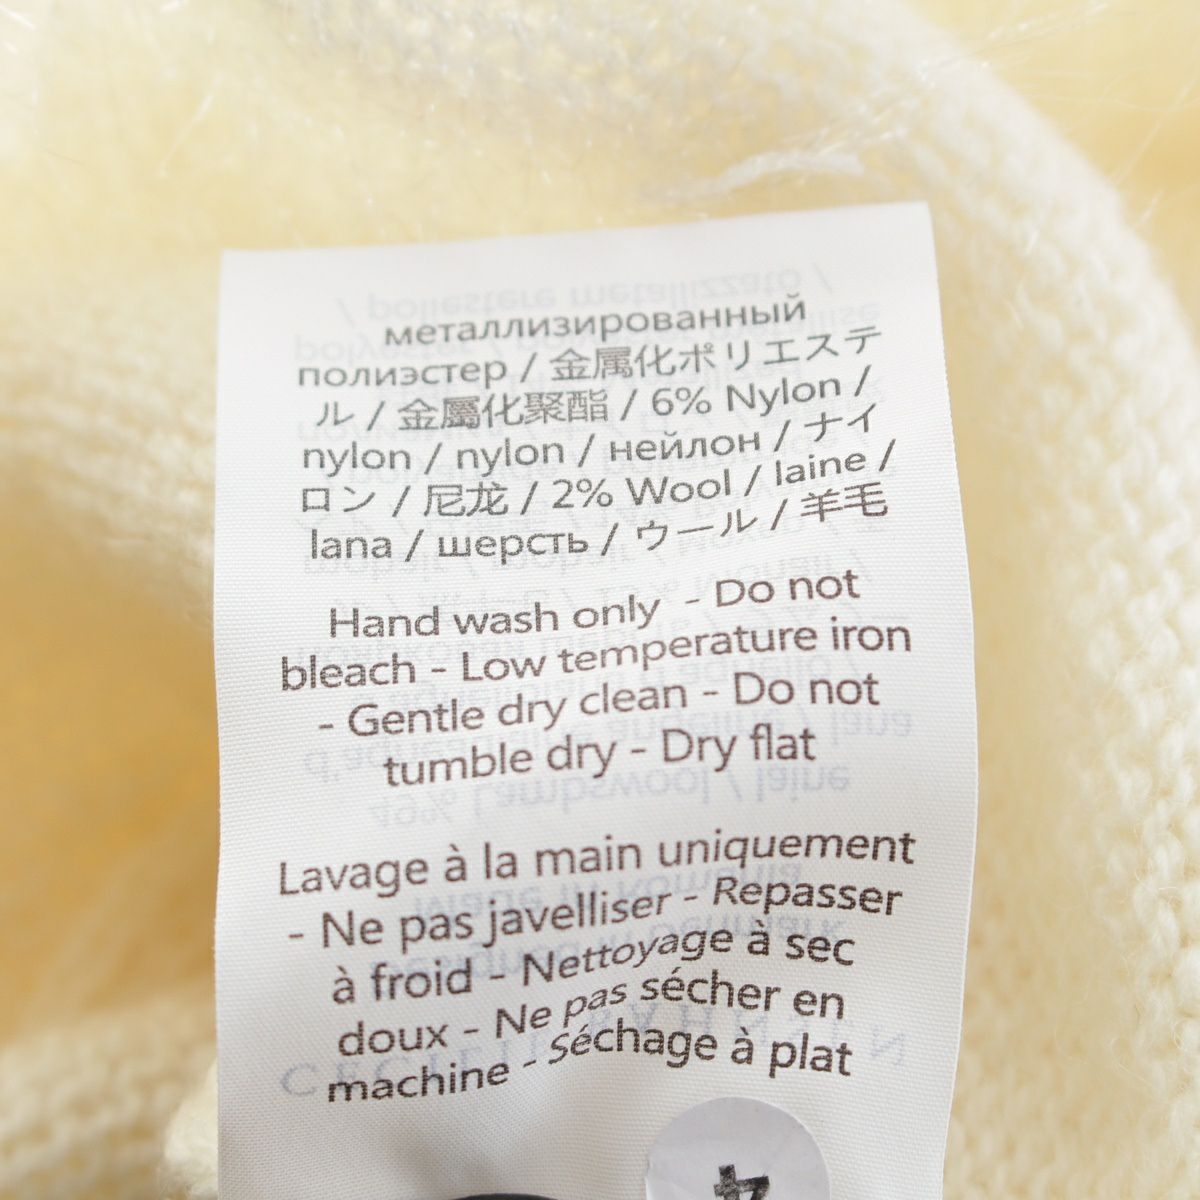 металлизированный
полиэстер / 金属化ポリエステ
ル / 金屬化聚酯 / 6% Nylon /
nylon / nylon / нейлон / ナイ
ロン / 尼龙 / 2% Wool / laine /
lana / шерсть / ウール / 羊毛
Hand wash only - Do not
bleach - Low temperature iron
- Gentle dry clean - Do not
tumble dry - Dry flat
Lavage à la main uniquement
- Ne pas javelliser - Repasser
à froid - Nettoyage à sec
doux - Ne pas sécher en
machine - Séchage à plat
4